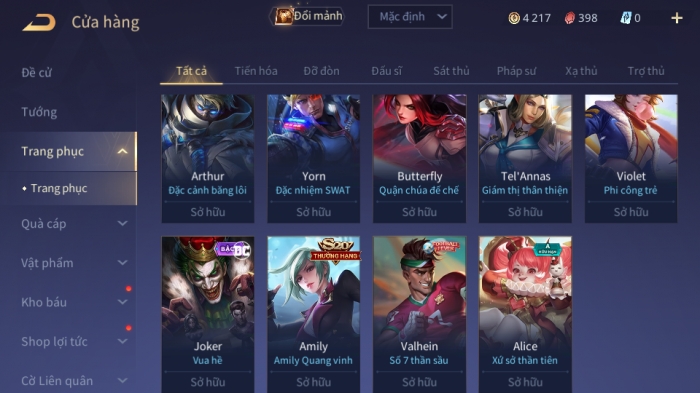 Cửa hàng
Đổi mảnh
Mặc định
4 217
398
0
Đề cử
Tướng
Trang phục
Trang phục
Quà cáp
Vật phẩm
Kho báu
Shop lợi tức
Cờ Liên quân
Tất cả
Tiến hóa
Đỡ đòn
Đấu sĩ
Sát thủ
Pháp sư
Xạ thủ
Trợ thủ
Arthur
Đặc cảnh băng lôi
Sở hữu
Yorn
Đặc nhiệm SWAT
Sở hữu
Butterfly
Quận chúa đế chế
Sở hữu
Tel'Annas
Giám thị thân thiện
Sở hữu
Violet
Phi công trẻ
Sở hữu
BẬC
Joker
Vua hề
Sở hữu
S20
THƯỞNG HẠNG
Amily
Amily Quang vinh
Sở hữu
Valhein
Số 7 thần sầu
Sở hữu
Alice
Xứ sở thần tiên
Sở hữu